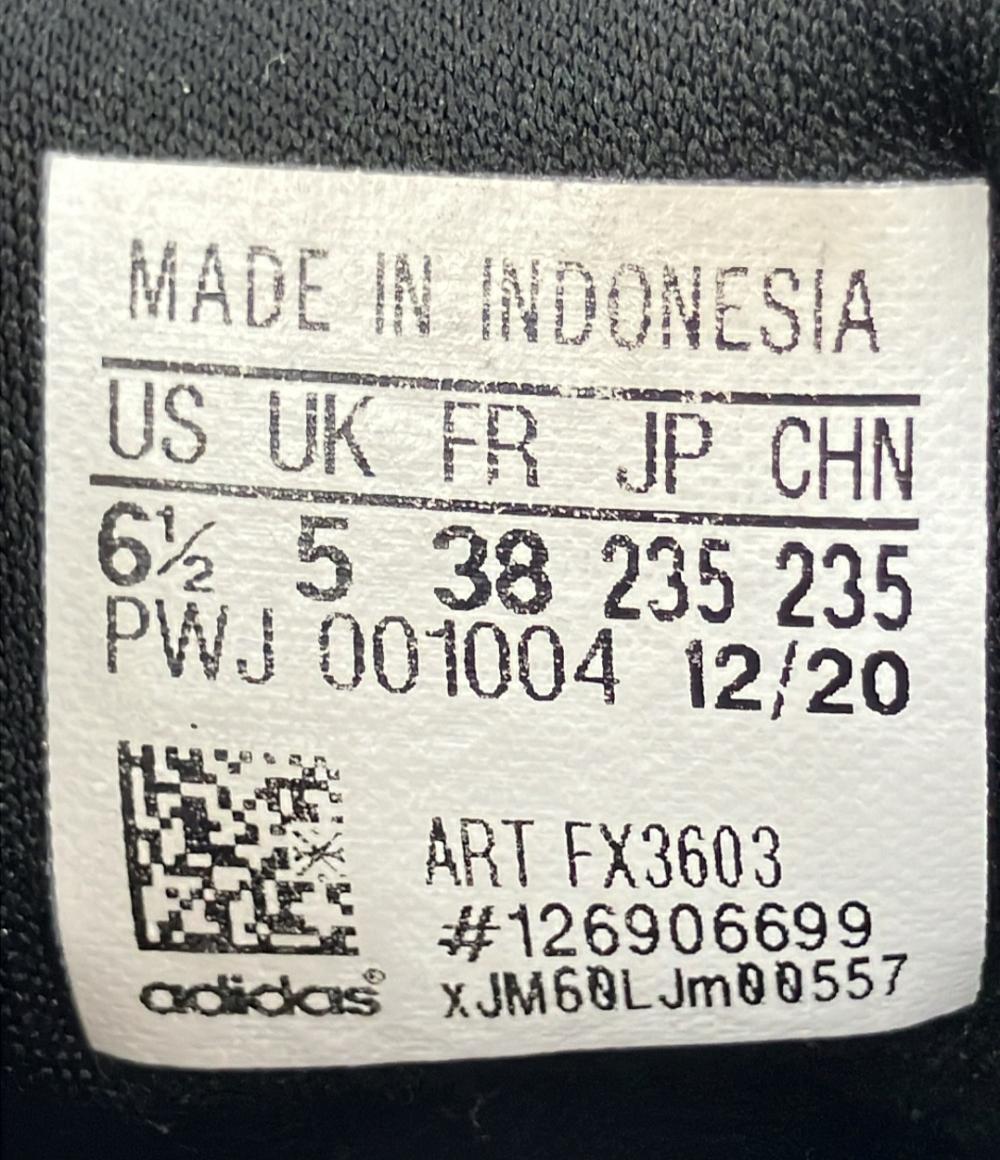 MADE IN INDONESIA
US UK FR JP CHN
6½ 5 38 235 235
PWJ 001004 12/20
ART FX3603
#126906699
adidas® xJM60LJm00557